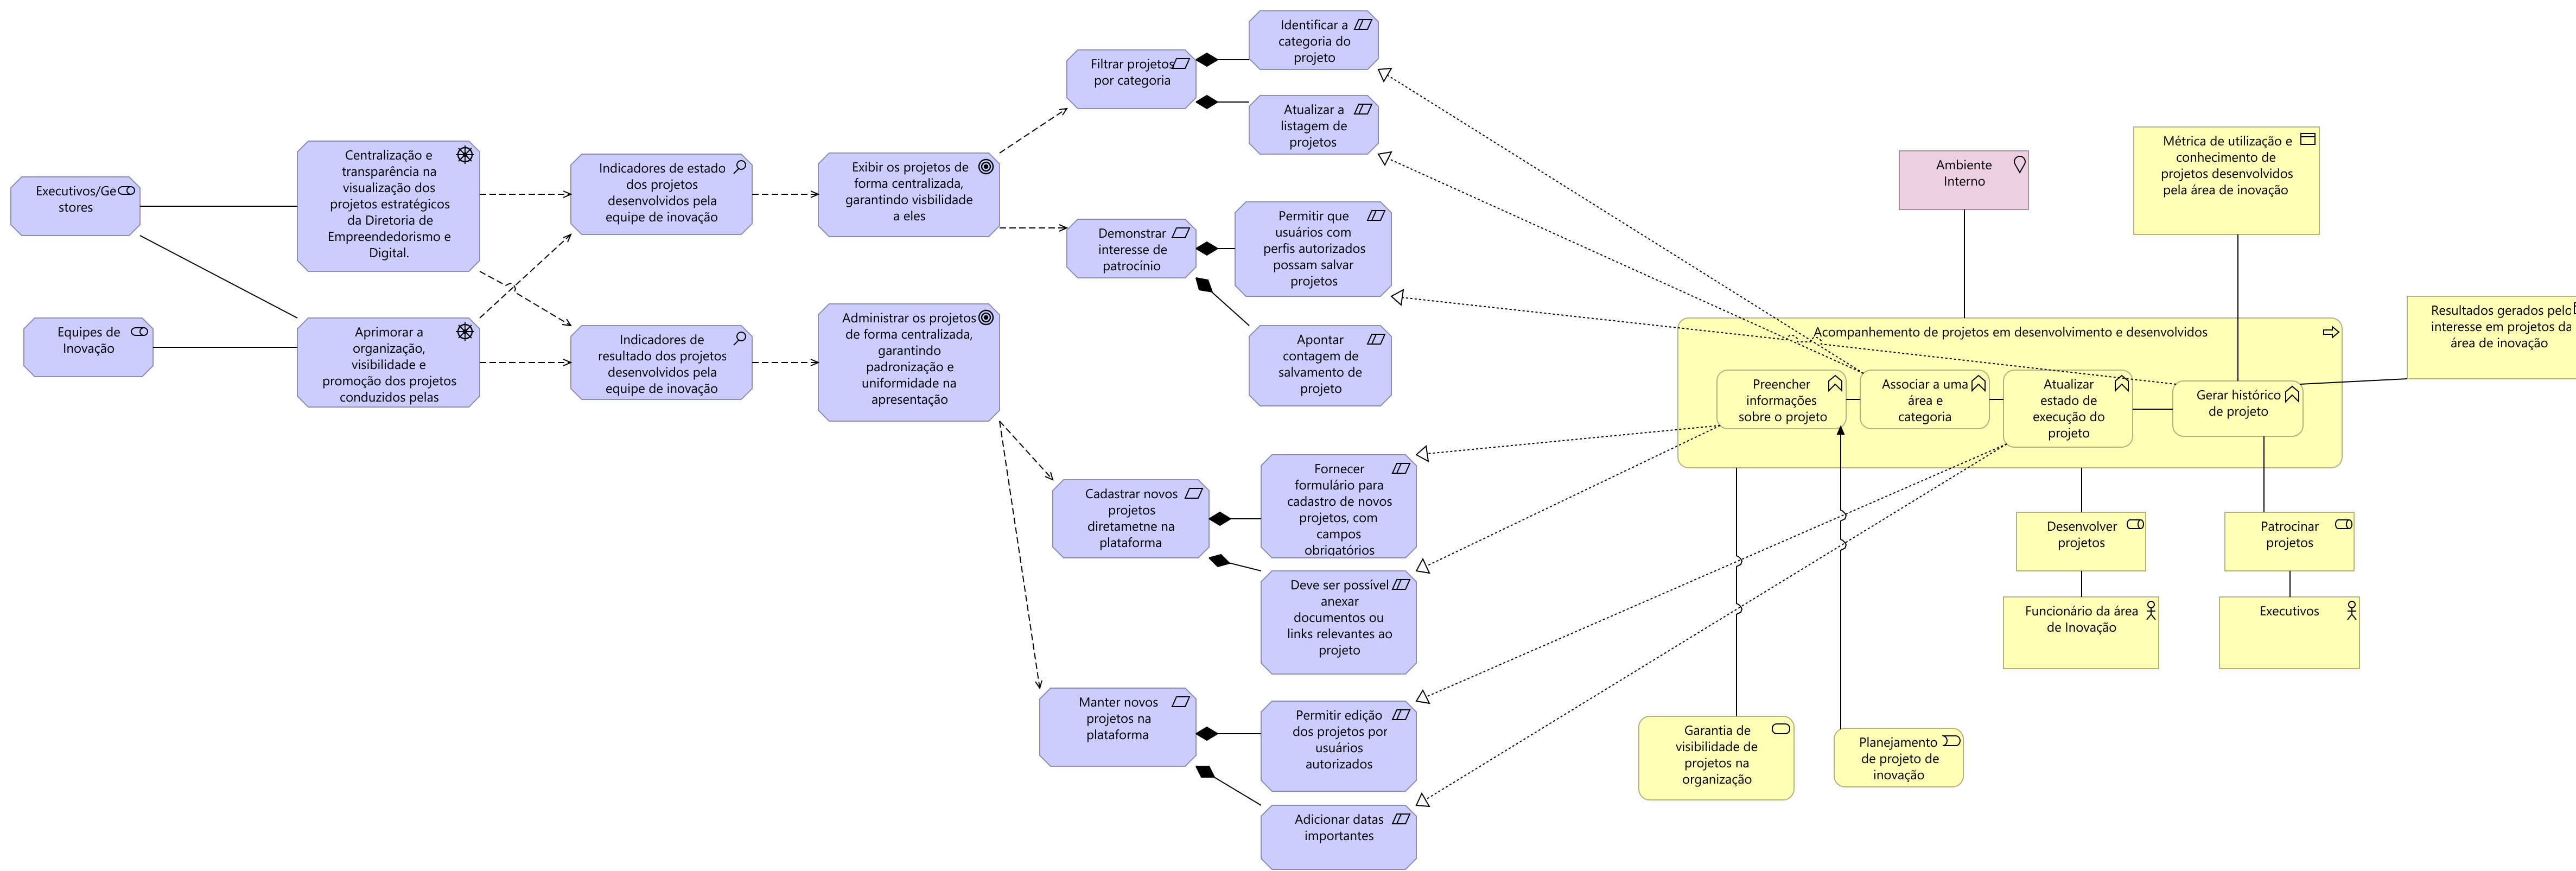 Executivos/Ge
stores
Equipes de
Inovação
Centralização e
transparência na
visualização dos
projetos estratégicos
da Diretoria de
Empreendedorismo e
Digital.
Aprimorar a
organização,
visibilidade e
promoção dos projetos
conduzidos pelas
Indicadores de estado
dos projetos
desenvolvidos pela
equipe de inovação
Indicadores de
resultado dos projetos
desenvolvidos pela
equipe de inovação
Exibir os projetos de
forma centralizada,
garantindo visbilidade
a eles
Administrar os projetos
de forma centralizada,
garantindo
padronização e
uniformidade na
apresentação
Filtrar projetos
por categoria
Demonstrar
interesse de
patrocínio
Cadastrar novos
projetos
diretametne na
plataforma
Manter novos
projetos na
plataforma
Identificar a
categoria do
projeto
Atualizar a
listagem de
projetos
Permitir que
usuários com
perfis autorizados
possam salvar
projetos
Apontar
contagem de
salvamento de
projeto
Fornecer
formulário para
cadastro de novos
projetos, com
campos
obrigatórios
Deve ser possível
anexar
documentos ou
links relevantes ao
projeto
Permitir edição
dos projetos por
usuários
autorizados
Adicionar datas
importantes
Ambiente
Interno
Métrica de utilização e
conhecimento de
projetos desenvolvidos
pela área de inovação
Resultados gerados pelo
interesse em projetos da
área de inovação
Acompanhemento de projetos em desenvolvimento e desenvolvidos
Preencher
informações
sobre o projeto
Associar a uma
área e
categoria
Atualizar
estado de
execução do
projeto
Gerar histórico
de projeto
Desenvolver
projetos
Patrocinar
projetos
Funcionário da área
de Inovação
Executivos
Garantia de
visibilidade de
projetos na
organização
Planejamento
de projeto de
inovação